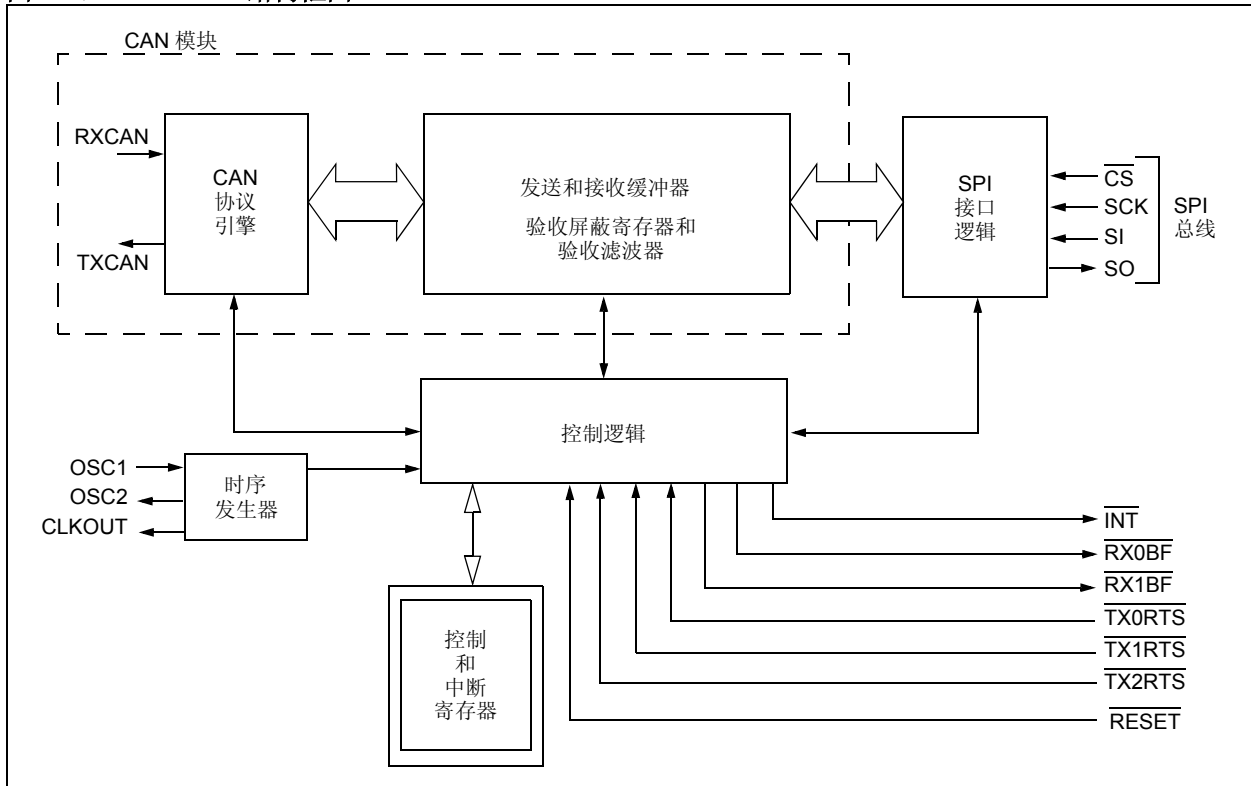 CAN 模块
RXCAN
TXCAN
CAN
协议
引擎
发送和接收缓冲器
验收屏蔽寄存器和
验收滤波器
SPI
接口
逻辑
CS
SCK
SI
SO
SPI
总线
控制逻辑
OSC1
OSC2
CLKOUT
时序
发生器
控制
和
中断
寄存器
INT
RX0BF
RX1BF
TX0RTS
TX1RTS
TX2RTS
RESET